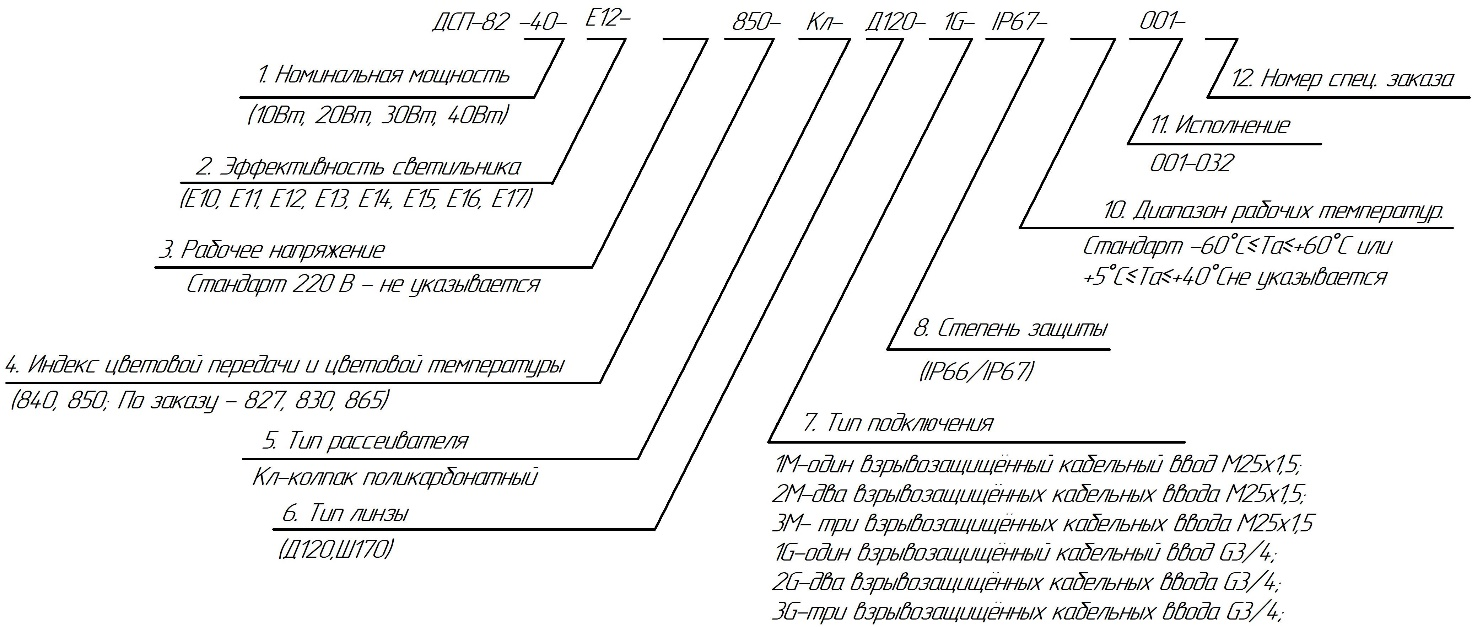 ДСП-82 -40- Е12- 850- Кл- Д120- 1G- IP67- 001-
1. Номинальная мощность
(10Вт, 20Вт, 30Вт, 40Вт)
12. Номер спец. заказа
11. Исполнение
001-032
2. Эффективность светильника
(Е10, Е11, Е12, Е13, Е14, Е15, Е16, Е17)
10. Диапазон рабочих температур.
Стандарт -60°С≤Та≤+60°С или
+5°С≤Та≤+40°Сне указывается
3. Рабочее напряжение
Стандарт 220 В - не указывается
8. Степень защиты
(IP66/IP67)
4. Индекс цветовой передачи и цветовой температуры
(840, 850; По заказу - 827, 830, 865)
5. Тип рассеивателя
Кл-колпак поликарбонатный
6. Тип линзы
(Д120,Ш170)
7. Тип подключения
1М-один взрывозащищённый кабельный ввод М25х1,5;
2М-два взрывозащищённых кабельных ввода М25х1,5;
3М- три взрывозащищённых кабельных ввода М25х1,5
1G-один взрывозащищённый кабельный ввод G3/4;
2G-два взрывозащищённых кабельных ввода G3/4;
3G-три взрывозащищённых кабельных ввода G3/4;